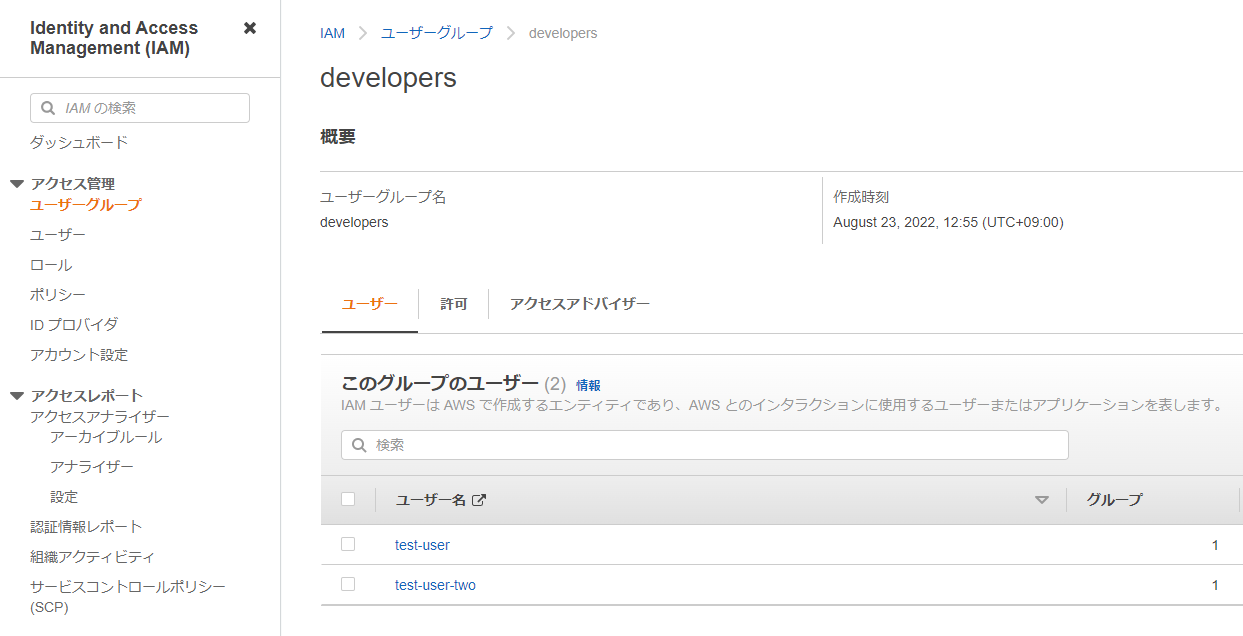 Identity and Access
Management (IAM)
IAM の検索
ダッシュボード
アクセス管理
ユーザーグループ
ユーザー
ロール
ポリシー
ID プロバイダ
アカウント設定
アクセスレポート
アクセスアナライザー
アーカイブルール
アナライザー
設定
認証情報レポート
組織アクティビティ
サービスコントロールポリシー
(SCP)
IAM ユーザーグループ developers
developers
概要
ユーザーグループ名 作成時刻
developers August 23, 2022, 12:55 (UTC+09:00)
ユーザー 許可 アクセスアドバイザー
このグループのユーザー (2) 情報
IAM ユーザーは AWS で作成するエンティティであり、AWS とのインタラクションに使用するユーザーまたはアプリケーションを表します。
検索
ユーザー名 グループ
test-user 1
test-user-two 1